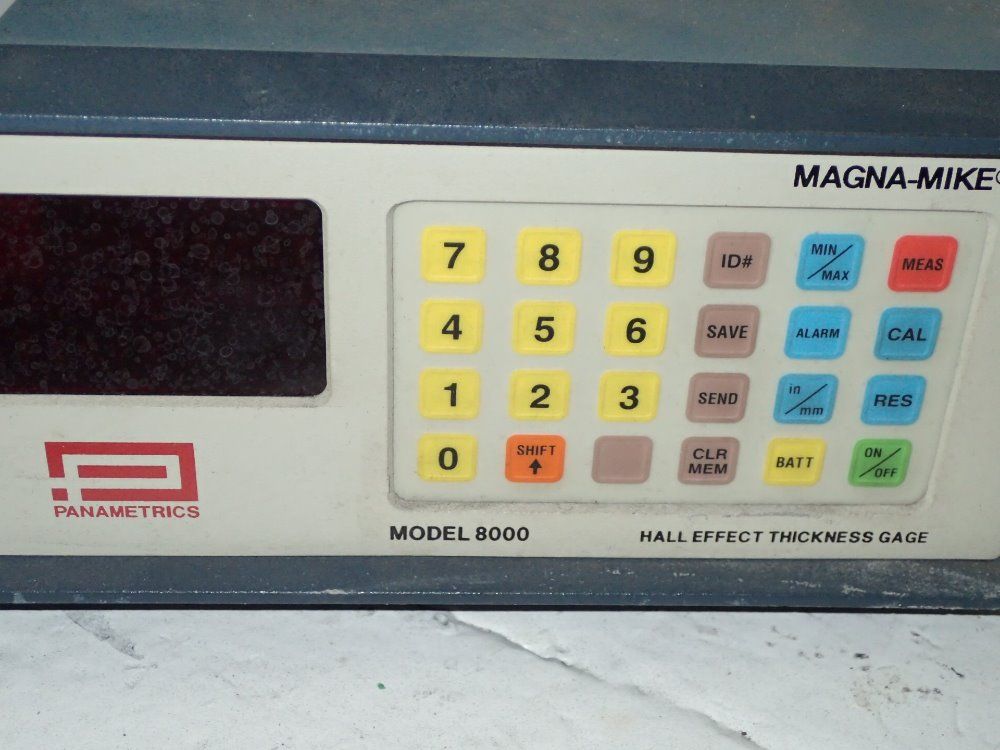 MAGNA-MIKE®
7 8 9 ID# MIN/MAX MEAS
4 5 6 SAVE ALARM CAL
1 2 3 SEND in/mm RES
0 SHIFT↑ CLR MEM BATT ON/OFF
PANAMETRICS
MODEL 8000 HALL EFFECT THICKNESS GAGE